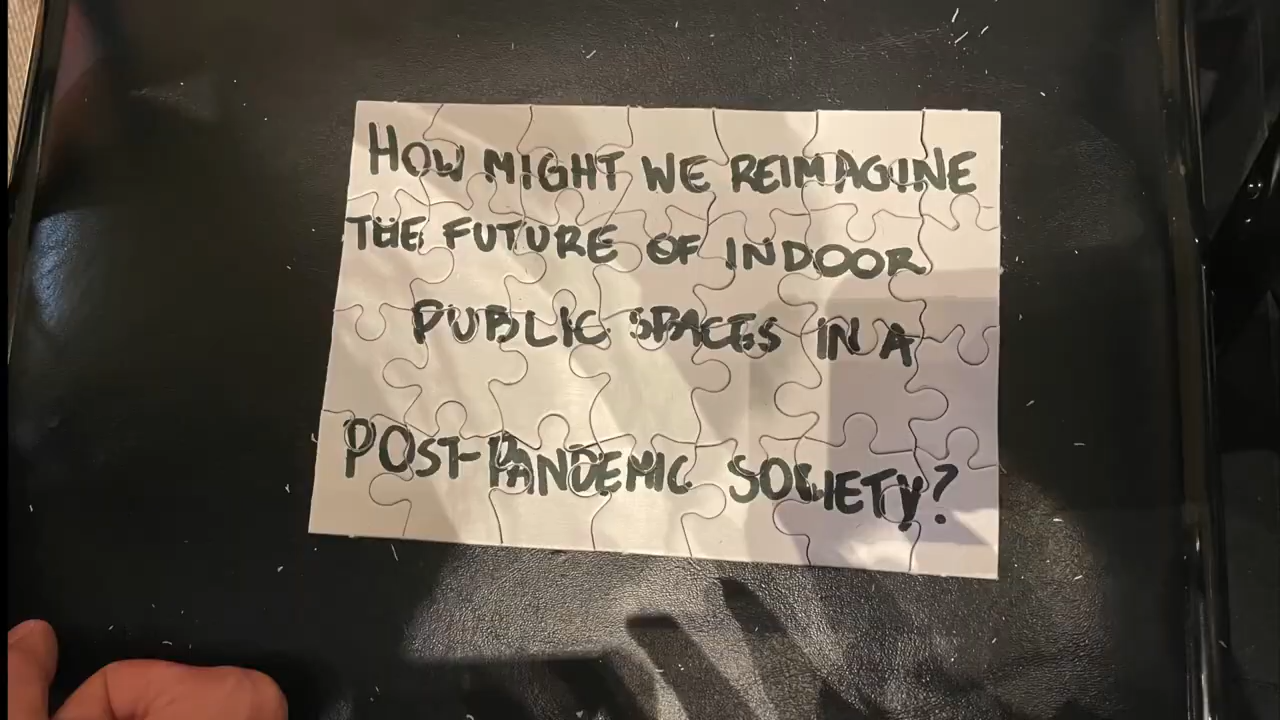 HOW MIGHT WE REIMAGINE
THE FUTURE OF INDOOR
PUBLIC SPACES IN A
POST-PANDEMIC SOCIETY?